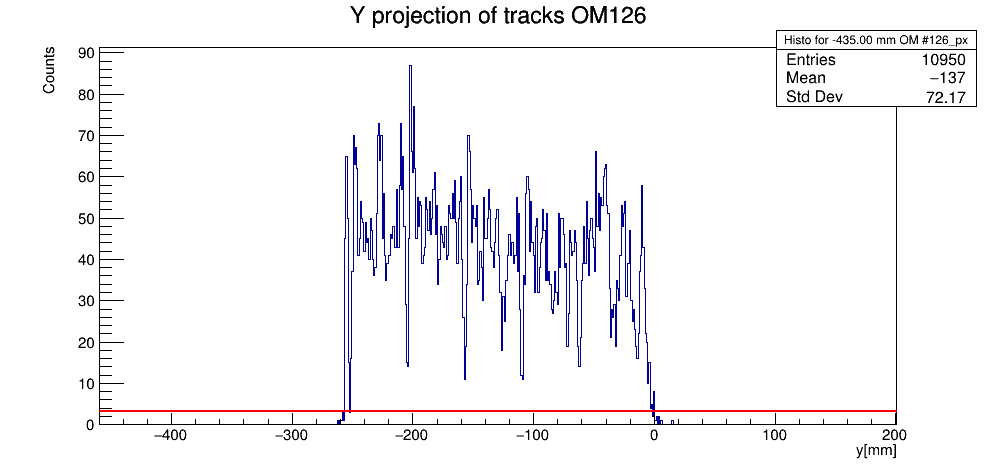 Y projection of tracks OM126
Histo for -435.00 mm OM #126_px
Entries 10950
Mean −137
Std Dev 72.17
Counts
90
80
70
60
50
40
30
20
10
0
−400 −300 −200 −100 0 100 200
y[mm]